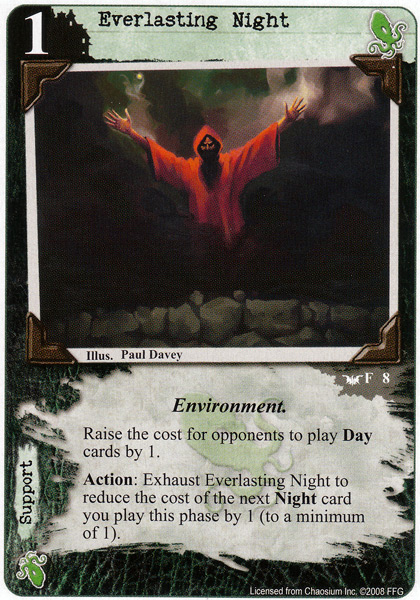 1
Everlasting Night
Illus. Paul Davey
F 8
Environment.
Raise the cost for opponents to play Day
cards by 1.
Action: Exhaust Everlasting Night to
reduce the cost of the next Night card
you play this phase by 1 (to a minimum
of 1).
Support
Licensed from Chaosium Inc. ©2008 FFG